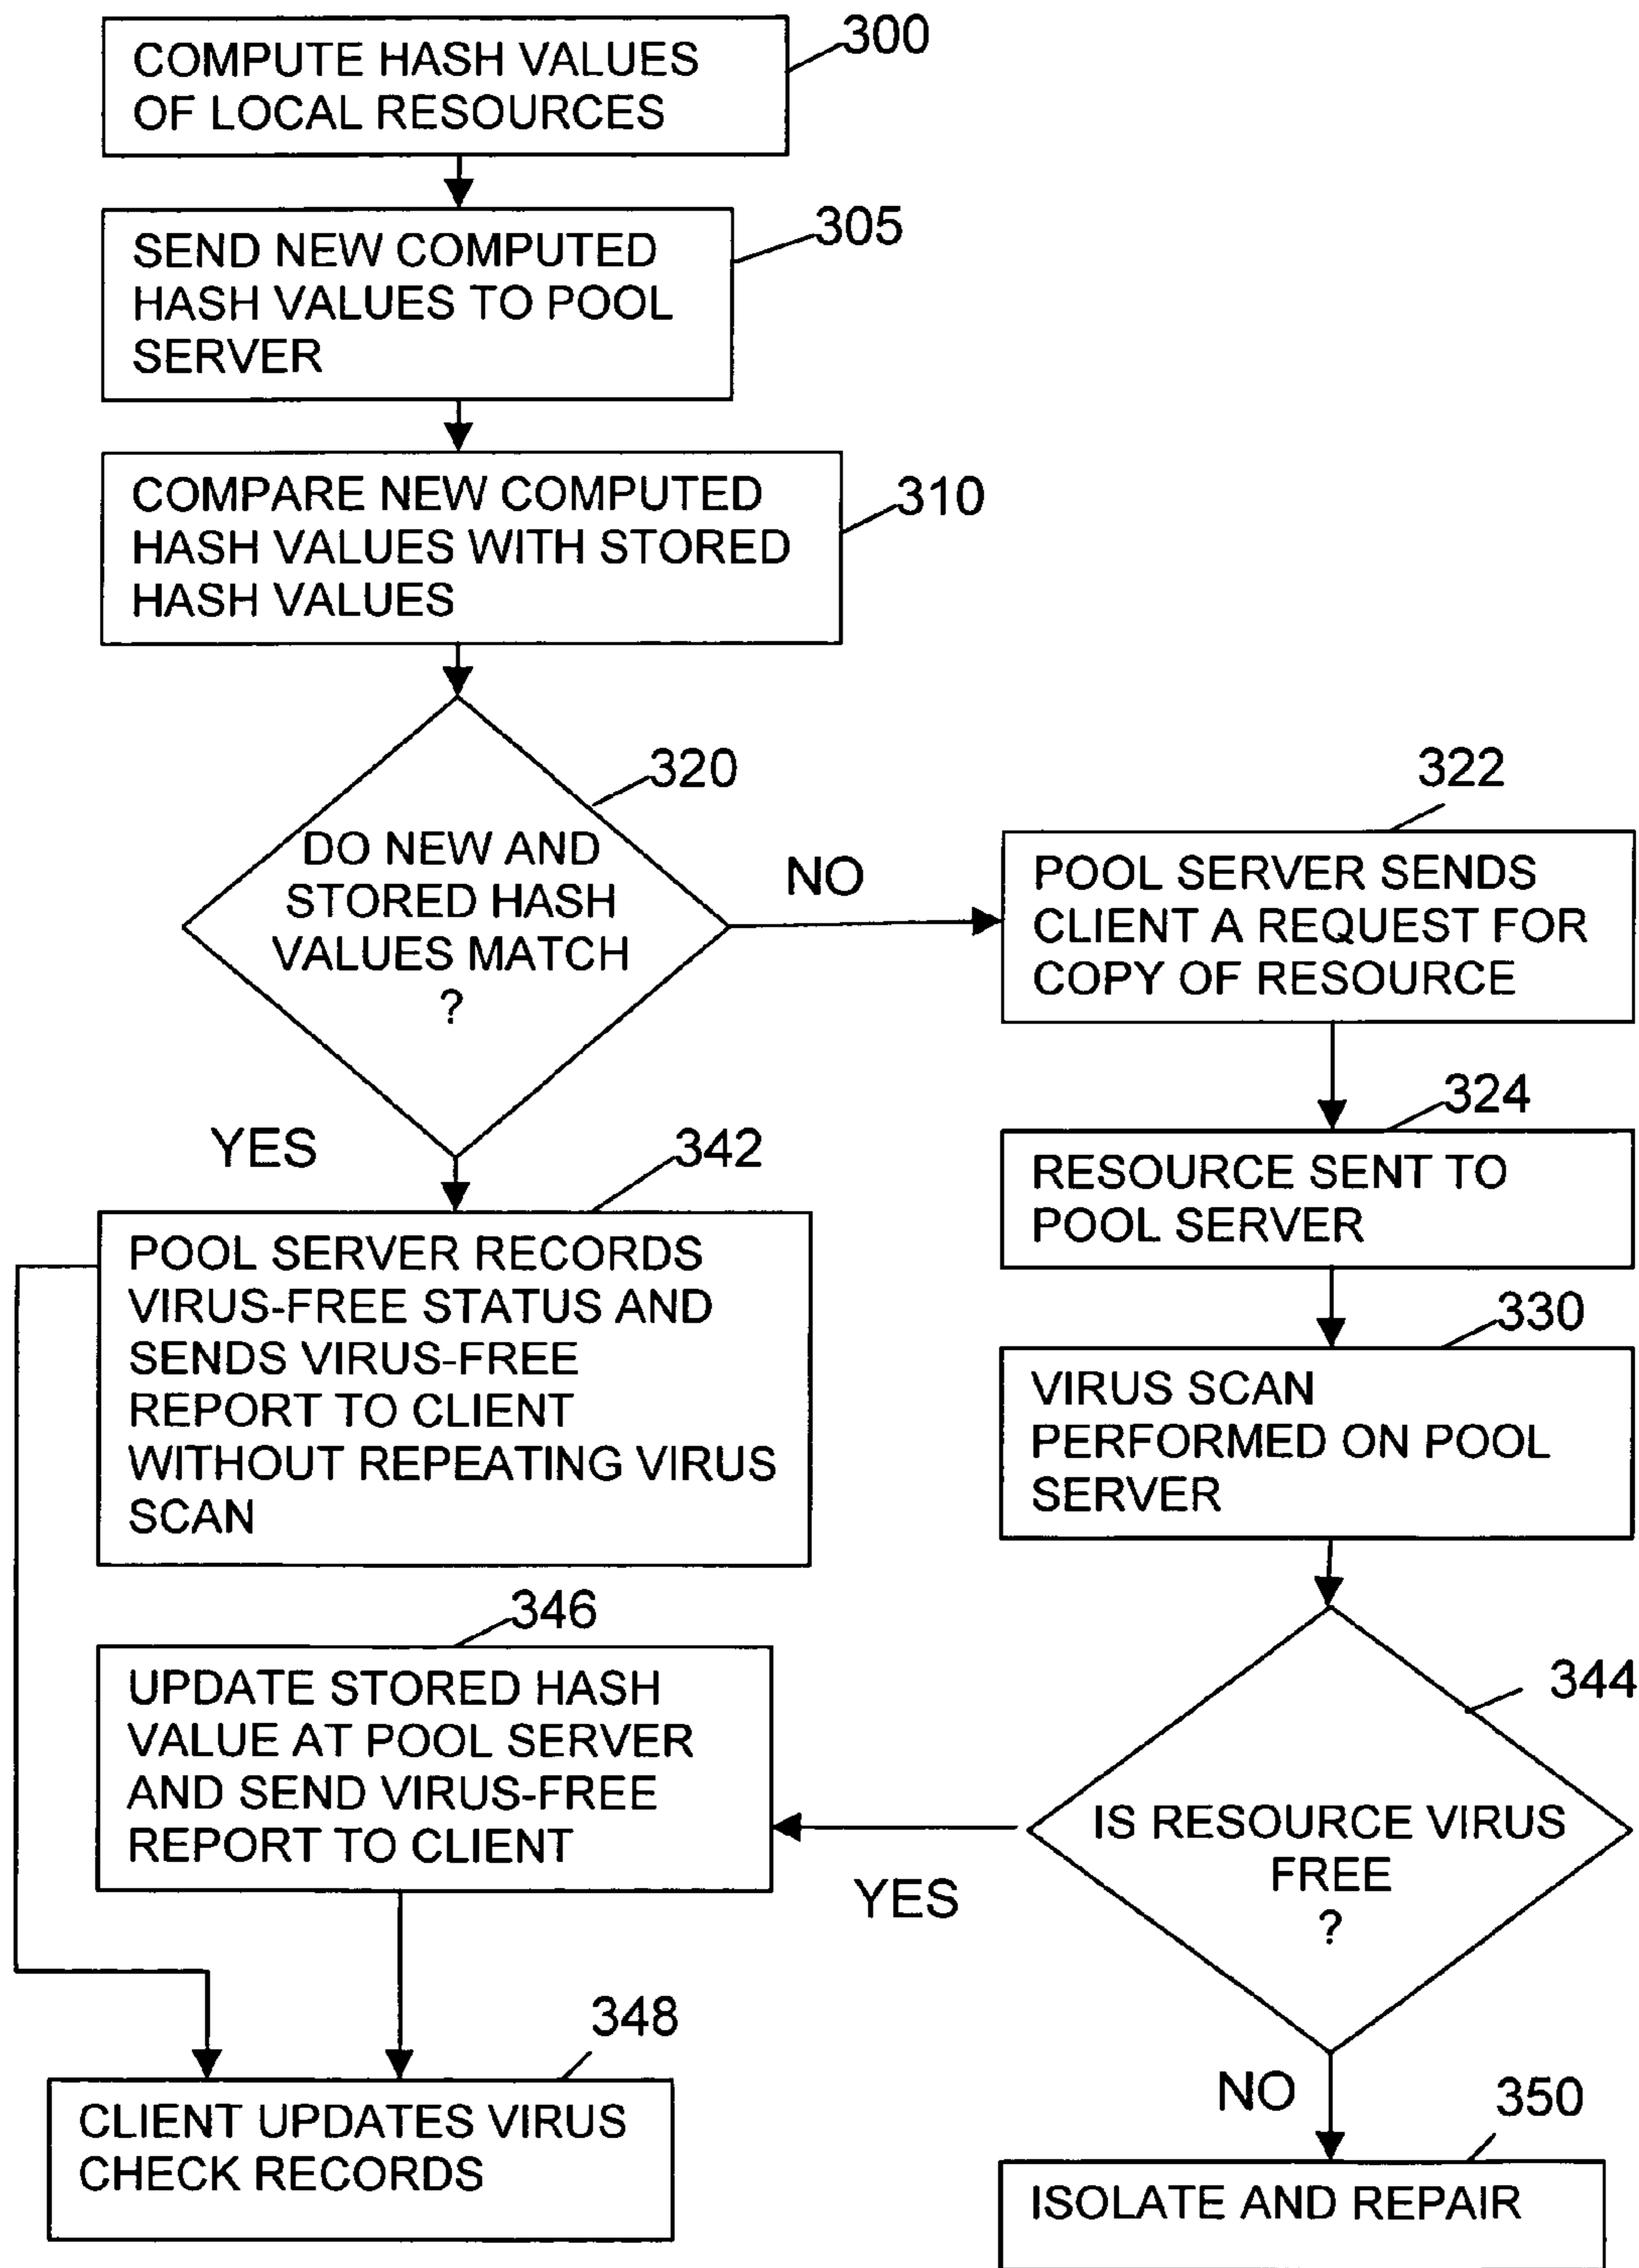 300
COMPUTE HASH VALUES
OF LOCAL RESOURCES
305
SEND NEW COMPUTED
HASH VALUES TO POOL
SERVER
310
COMPARE NEW COMPUTED
HASH VALUES WITH STORED
HASH VALUES
320
DO NEW AND
STORED HASH
VALUES MATCH
?
NO
322
POOL SERVER SENDS
CLIENT A REQUEST FOR
COPY OF RESOURCE
324
RESOURCE SENT TO
POOL SERVER
330
VIRUS SCAN
PERFORMED ON POOL
SERVER
YES
342
POOL SERVER RECORDS
VIRUS-FREE STATUS AND
SENDS VIRUS-FREE
REPORT TO CLIENT
WITHOUT REPEATING VIRUS
SCAN
344
IS RESOURCE VIRUS
FREE
?
YES
346
UPDATE STORED HASH
VALUE AT POOL SERVER
AND SEND VIRUS-FREE
REPORT TO CLIENT
348
CLIENT UPDATES VIRUS
CHECK RECORDS
NO
350
ISOLATE AND REPAIR